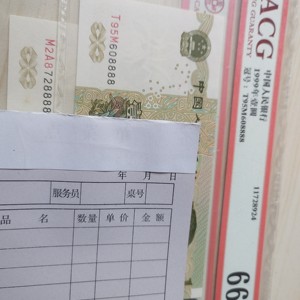 M2A8728888
T95M608888
中国人
ACG
GUARANTY
中国人民银行
1999年壹圆
冠号:T95M608888
11728924
66
年 月 日
服务员 桌号
品 名 数量 单价 金额